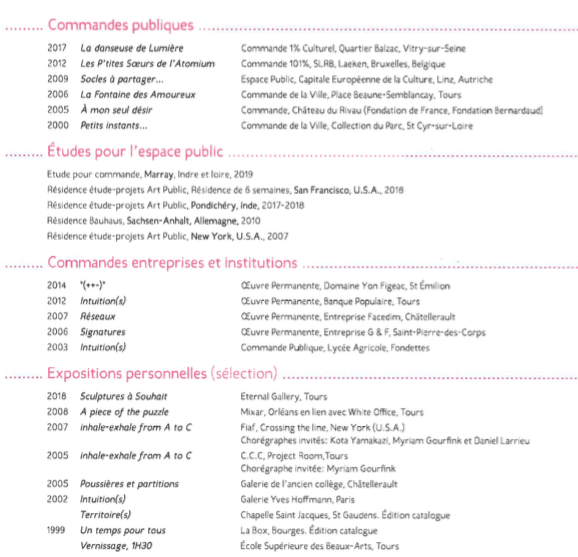 Commandes publiques
2017 La danseuse de Lumière Commande 1% Culturel, Quartier Balzac, Vitry-sur-Seine
2012 Les P'tites Sœurs de l'Atomium Commande 101%, SLRB, Laeken, Bruxelles, Belgique
2009 Socles à partager... Espace Public, Capitale Européenne de la Culture, Linz, Autriche
2006 La Fontaine des Amoureux Commande de la Ville, Place Beaune-Semblancay, Tours
2005 À mon seul désir Commande, Château du Rivau (Fondation de France, Fondation Bernardaud)
2000 Petits instants... Commande de la Ville, Collection du Parc, St Cyr-sur-Loire
Études pour l'espace public
Etude pour commande, Marray, Indre et loire, 2019
Résidence étude-projets Art Public, Résidence de 6 semaines, San Francisco, U.S.A., 2018
Résidence étude-projets Art Public, Pondichéry, Inde, 2017-2018
Résidence Bauhaus, Sachsen-Anhalt, Allemagne, 2010
Résidence étude-projets Art Public, New York, U.S.A., 2007
Commandes entreprises et institutions
2014 "(++-)" Œuvre Permanente, Domaine Yon Figeac, St Émilion
2012 Intuition(s) Œuvre Permanente, Banque Populaire, Tours
2007 Réseaux Œuvre Permanente, Entreprise Facedim, Châtellerault
2006 Signatures Œuvre Permanente, Entreprise G & F, Saint-Pierre-des-Corps
2003 Intuition(s) Commande Publique, Lycée Agricole, Fondettes
Expositions personnelles (sélection)
2018 Sculptures à Souhait Eternal Gallery, Tours
2008 A piece of the puzzle Mixar, Orléans en lien avec White Office, Tours
2007 inhale-exhale from A to C Fiaf, Crossing the line, New York (U.S.A.)
Chorégraphes invités: Kota Yamakazi, Myriam Gourfink et Daniel Larrieu
2005 inhale-exhale from A to C C.C.C, Project Room,Tours
Chorégraphe invitée: Myriam Gourfink
2005 Poussières et partitions Galerie de l'ancien collège, Châtellerault
2002 Intuition(s) Galerie Yves Hoffmann, Paris
Territoire(s) Chapelle Saint Jacques, St Gaudens. Édition catalogue
1999 Un temps pour tous La Box, Bourges. Édition catalogue
Vernissage, 1H30 École Supérieure des Beaux-Arts, Tours